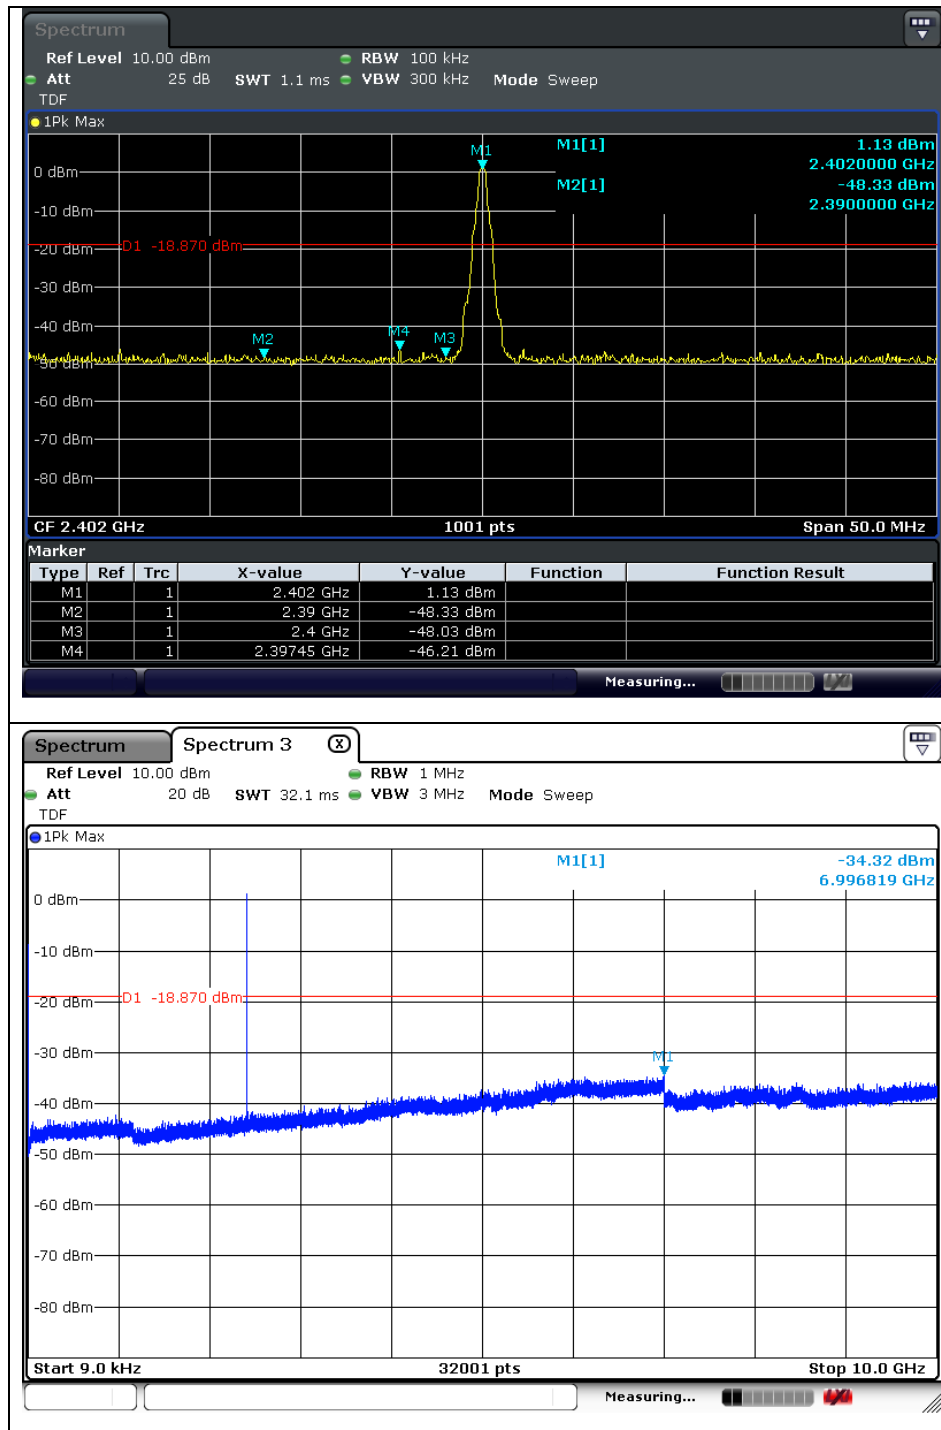 Spectrum
Ref Level 10.00 dBm RBW 100 kHz
Att 25 dB SWT 1.1 ms VBW 300 kHz Mode Sweep
TDF
1Pk Max
M1[1] 1.13 dBm
2.4020000 GHz
M2[1] -48.33 dBm
2.3900000 GHz
M1
0 dBm
-10 dBm
D1 -18.870 dBm
-20 dBm
-30 dBm
-40 dBm
M2 M4 M3
-50 dBm
-60 dBm
-70 dBm
-80 dBm
CF 2.402 GHz 1001 pts Span 50.0 MHz
Marker
Type Ref Trc X-value Y-value Function Function Result
M1 1 2.402 GHz 1.13 dBm
M2 1 2.39 GHz -48.33 dBm
M3 1 2.4 GHz -48.03 dBm
M4 1 2.39745 GHz -46.21 dBm
Measuring...
Spectrum Spectrum 3 X
Ref Level 10.00 dBm RBW 1 MHz
Att 20 dB SWT 32.1 ms VBW 3 MHz Mode Sweep
TDF
1Pk Max
M1[1] -34.32 dBm
6.996819 GHz
0 dBm
-10 dBm
D1 -18.870 dBm
-20 dBm
-30 dBm
M1
-40 dBm
-50 dBm
-60 dBm
-70 dBm
-80 dBm
Start 9.0 kHz 32001 pts Stop 10.0 GHz
Measuring...